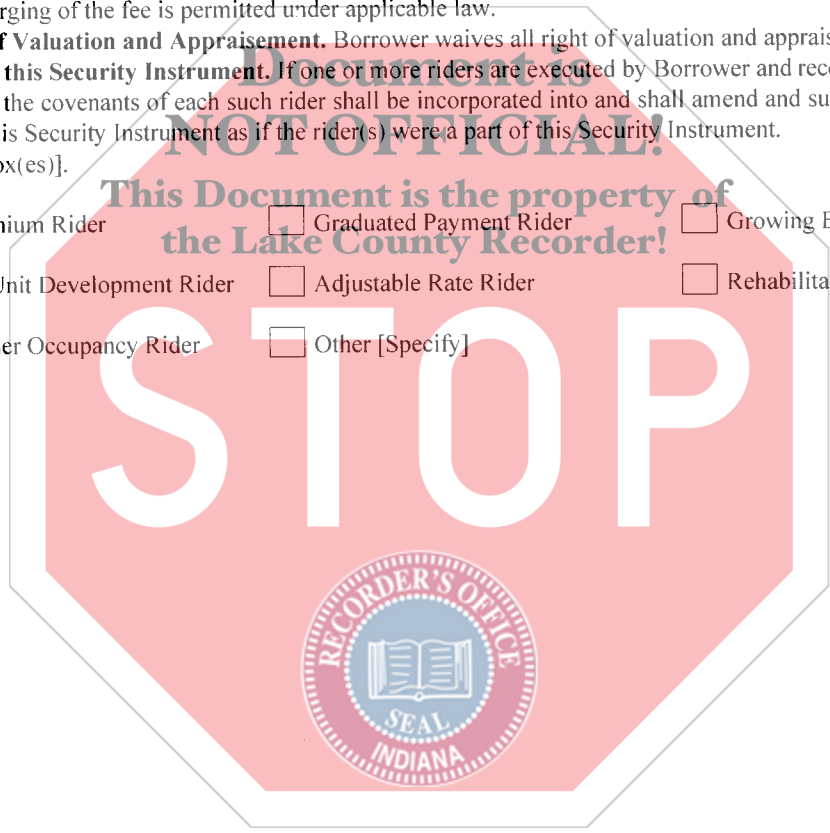 rging of the fee is permitted under applicable law.
f Valuation and Appraisement. Borrower waives all right of valuation and apprais
this Security Instrument. If one or more riders are executed by Borrower and rec
the covenants of each such rider shall be incorporated into and shall amend and su
is Security Instrument as if the rider(s) were a part of this Security Instrument.
ox(es)].
Document is
NOT OFFICIAL!
This Document is the property of
the Lake County Recorder!
nium Rider Graduated Payment Rider Growing E
Unit Development Rider Adjustable Rate Rider Rehabilita
er Occupancy Rider Other [Specify]
STOP
RECORDER'S OFFICE
SEAL
INDIANA